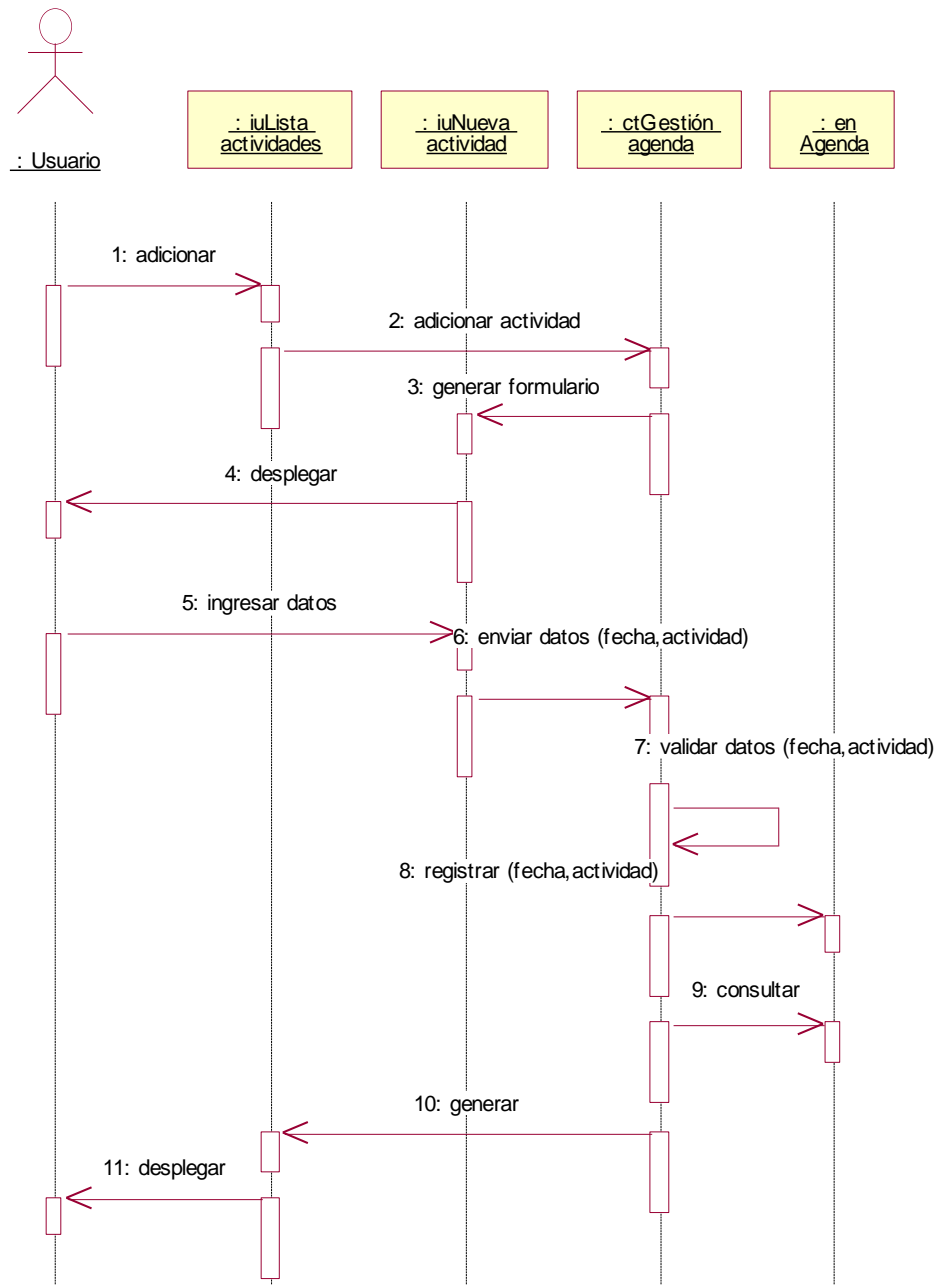 : Usuario
: iuLista
actividades
: iuNueva
actividad
: ctGestión
agenda
: en
Agenda
1: adicionar
2: adicionar actividad
3: generar formulario
4: desplegar
5: ingresar datos
6: enviar datos (fecha,actividad)
7: validar datos (fecha,actividad)
8: registrar (fecha,actividad)
9: consultar
10: generar
11: desplegar